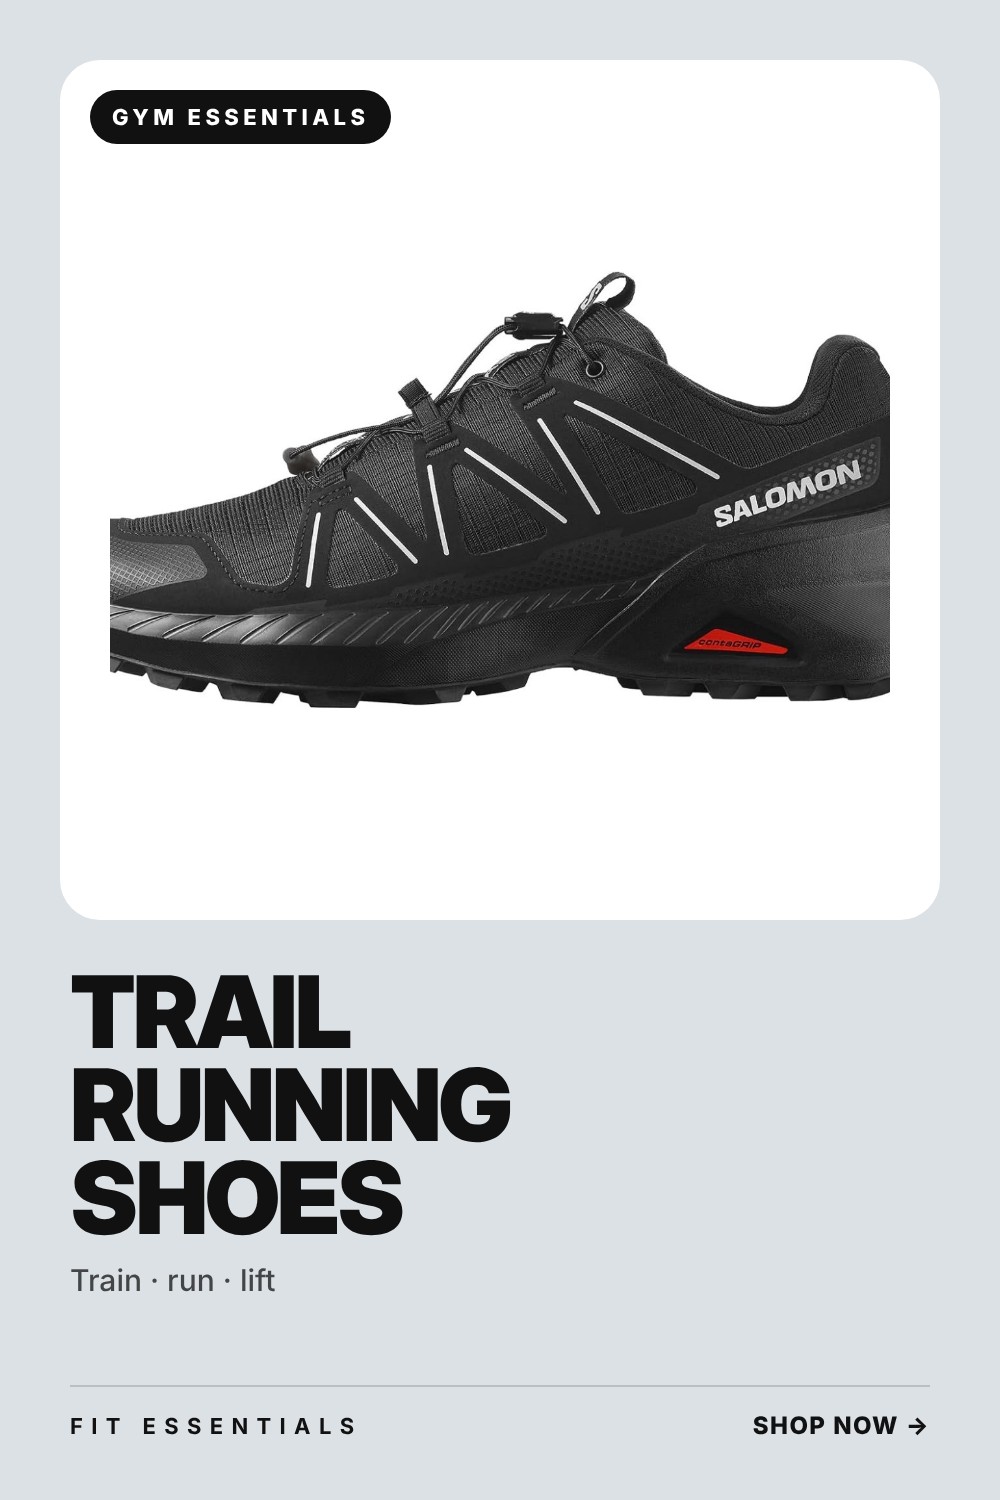 GYM ESSENTIALS
SALOMON
contaGRIP
TRAIL
RUNNING
SHOES
Train · run · lift
FIT ESSENTIALS
SHOP NOW →